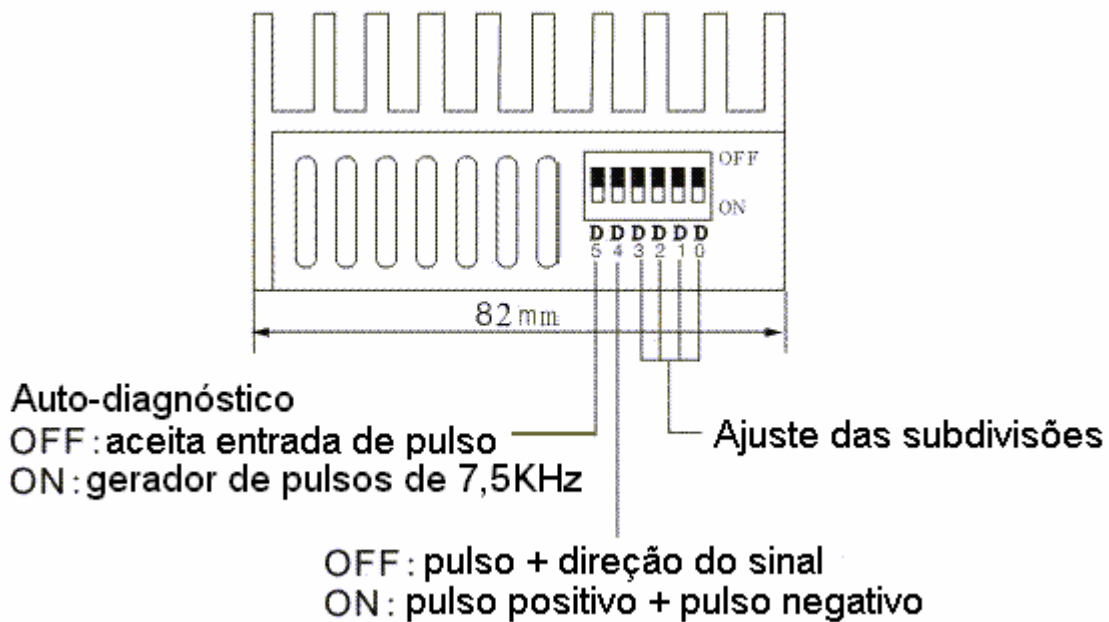 OFF
ON
D D D D D D
5 4 3 2 1 0
82mm
Auto-diagnóstico
OFF: aceita entrada de pulso
ON: gerador de pulsos de 7,5KHz
Ajuste das subdivisões
OFF: pulso + direção do sinal
ON: pulso positivo + pulso negativo